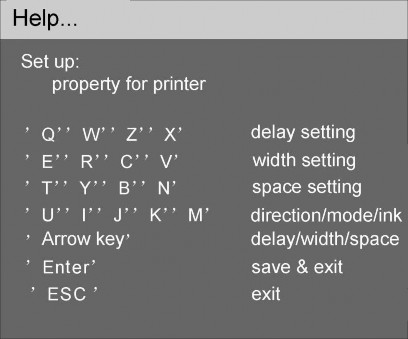 Help...
Set up:
property for printer
’ Q’’ W’’ Z’’ X’ delay setting
’ E’’ R’’ C’’ V’ width setting
’ T’’ Y’’ B’’ N’ space setting
’ U’’ I’’ J’’ K’’ M’ direction/mode/ink
’ Arrow key’ delay/width/space
’ Enter’ save & exit
’ ESC ’ exit